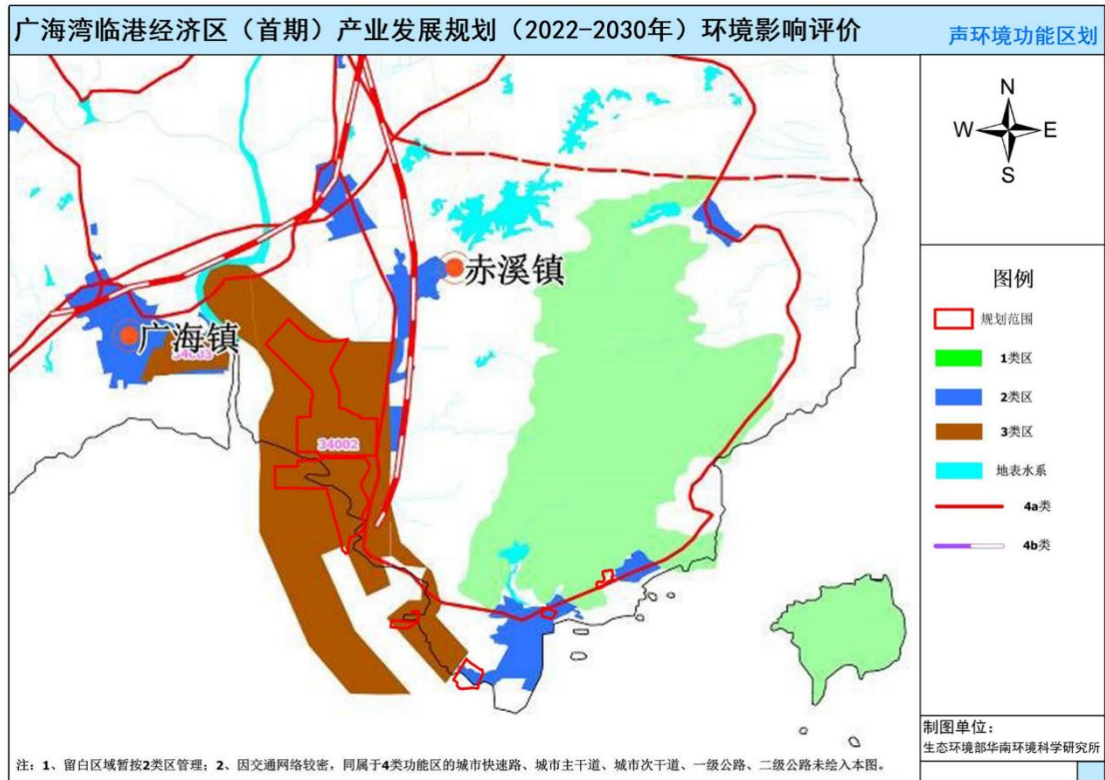 广海湾临港经济区（首期）产业发展规划（2022-2030年）环境影响评价
声环境功能区划
N
W
E
S
赤溪镇
广海镇
34003
34002
图例
规划范围
1类区
2类区
3类区
地表水系
4a类
4b类
制图单位：
生态环境部华南环境科学研究所
注：1、留白区域暂按2类区管理；2、因交通网络较密，同属于4类功能区的城市快速路、城市主干道、城市次干道、一级公路、二级公路未绘入本图。